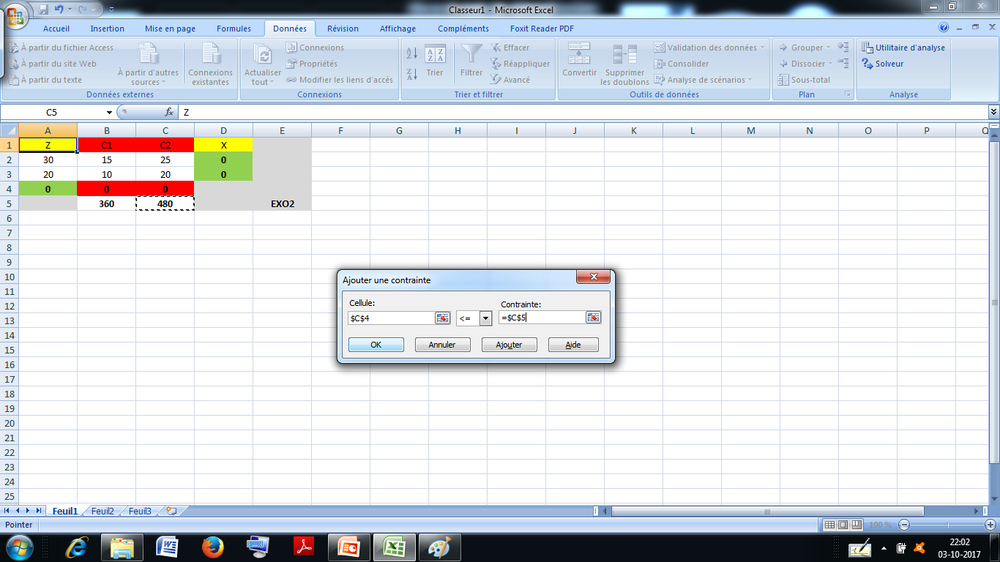 Classeur1 - Microsoft Excel
Accueil Insertion Mise en page Formules Données Révision Affichage Compléments Foxit Reader PDF
À partir du fichier Access
À partir du site Web
À partir du texte
À partir d'autres sources
Connexions existantes
Données externes
Actualiser tout
Connexions
Propriétés
Modifier les liens d'accès
Connexions
Trier
Filtrer
Effacer
Réappliquer
Avancé
Trier et filtrer
Convertir
Supprimer les doublons
Validation des données
Consolider
Analyse de scénarios
Outils de données
Grouper
Dissocier
Sous-total
Plan
Utilitaire d'analyse
Solveur
Analyse
C5 fx Z
A B C D E F G H I J K L M N O P Q
1 Z C1 C2 X
2 30 15 25 0
3 20 10 20 0
4 0 0 0
5 360 480 EXO2
6
7
8
9
10
11
12
13
14
15
16
17
18
19
20
21
22
23
24
25
Ajouter une contrainte
Cellule: Contrainte:
$C$4 <= =$C$5
OK Annuler Ajouter Aide
Feuil1 Feuil2 Feuil3
Pointer 100 %
22:02
03-10-2017